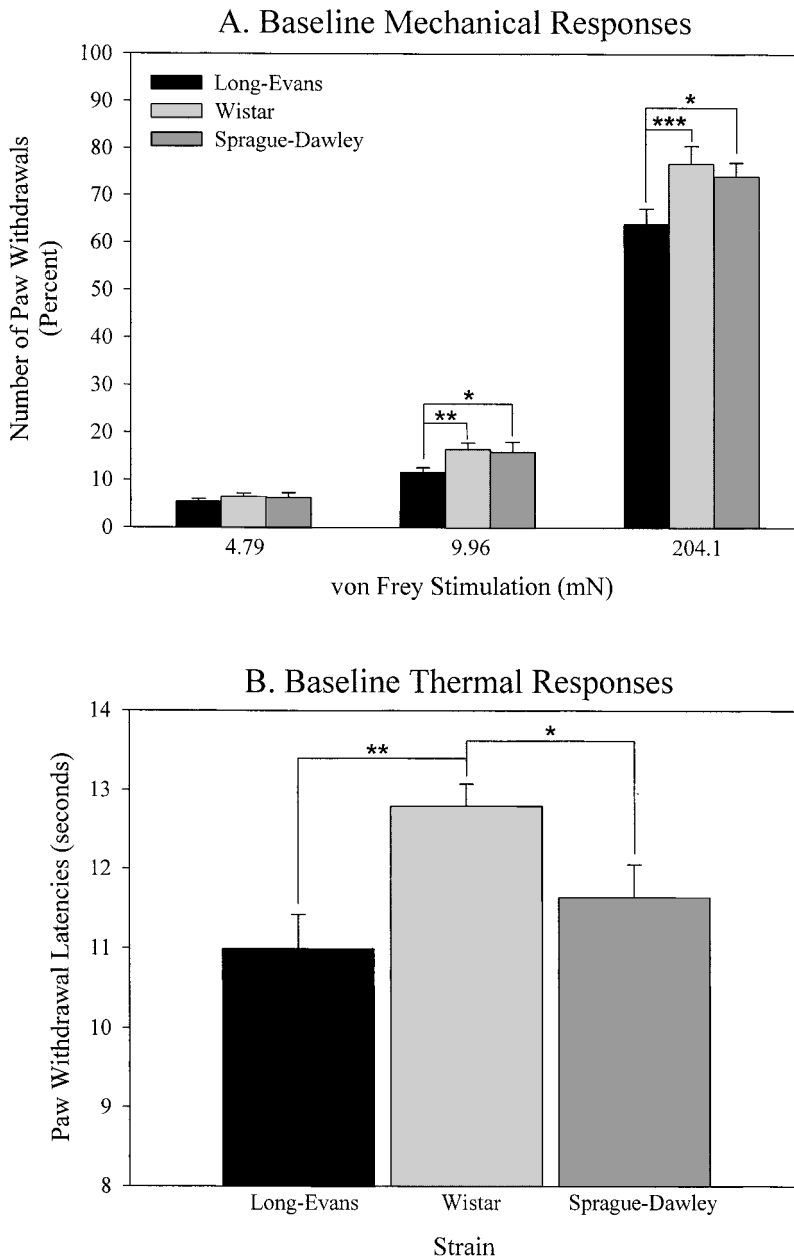 A. Baseline Mechanical Responses
Number of Paw Withdrawals
(Percent)
100
90
80
70
60
50
40
30
20
10
0
Long-Evans
Wistar
Sprague-Dawley
**
*
***
*
4.79
9.96
204.1
von Frey Stimulation (mN)
B. Baseline Thermal Responses
Paw Withdrawal Latencies (seconds)
14
13
12
11
10
9
8
**
*
Long-Evans
Wistar
Sprague-Dawley
Strain